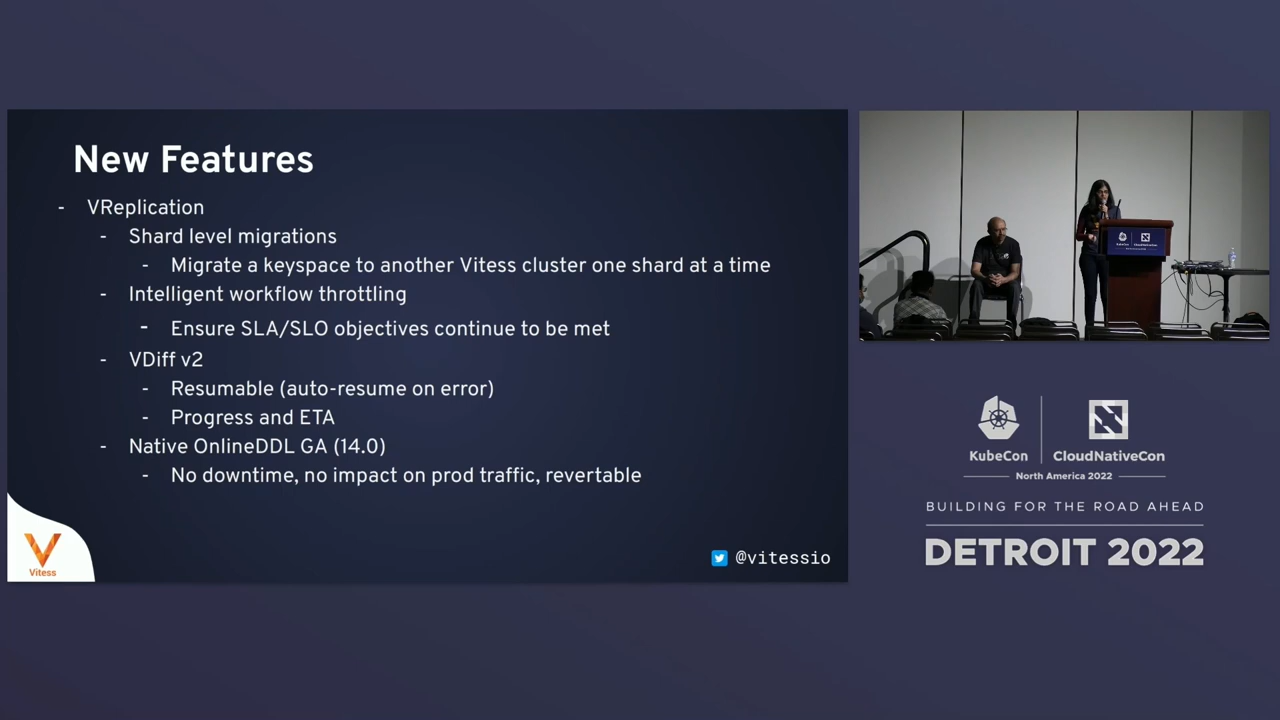 New Features
- VReplication
- Shard level migrations
- Migrate a keyspace to another Vitess cluster one shard at a time
- Intelligent workflow throttling
- Ensure SLA/SLO objectives continue to be met
- VDiff v2
- Resumable (auto-resume on error)
- Progress and ETA
- Native OnlineDDL GA (14.0)
- No downtime, no impact on prod traffic, revertable
Vitess
@vitessio
KubeCon
CloudNativeCon
North America 2022
BUILDING FOR THE ROAD AHEAD
DETROIT 2022